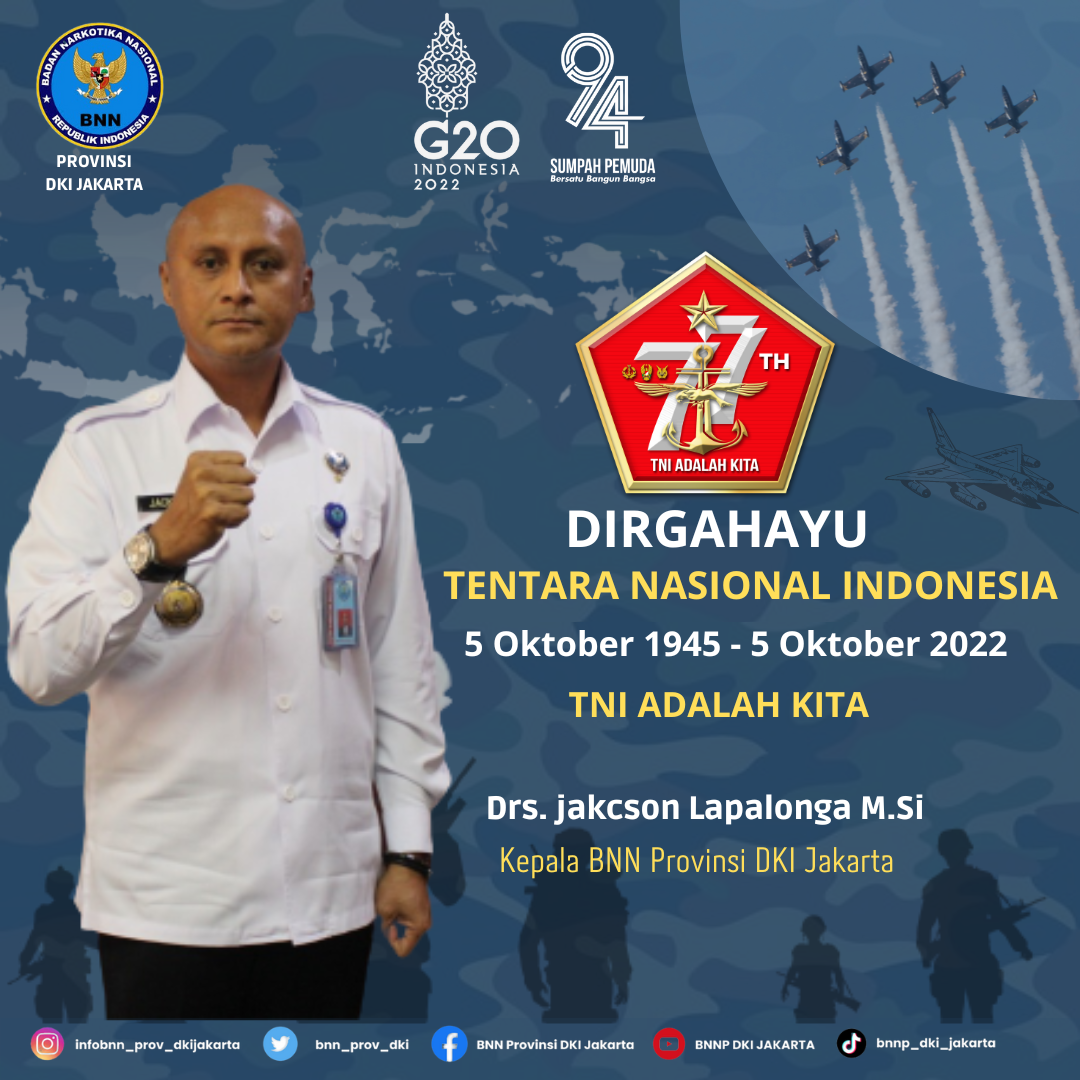 BADAN NARKOTIKA NASIONAL
BNN
REPUBLIK INDONESIA
PROVINSI
DKI JAKARTA
G20
INDONESIA
2022
94
SUMPAH PEMUDA
Bersatu Bangun Bangsa
77 TH
TNI ADALAH KITA
DIRGAHAYU
TENTARA NASIONAL INDONESIA
5 Oktober 1945 - 5 Oktober 2022
TNI ADALAH KITA
Drs. jakcson Lapalonga M.Si
Kepala BNN Provinsi DKI Jakarta
infobnn_prov_dkijakarta
bnn_prov_dki
BNN Provinsi DKI Jakarta
BNNP DKI JAKARTA
bnnp_dki_jakarta